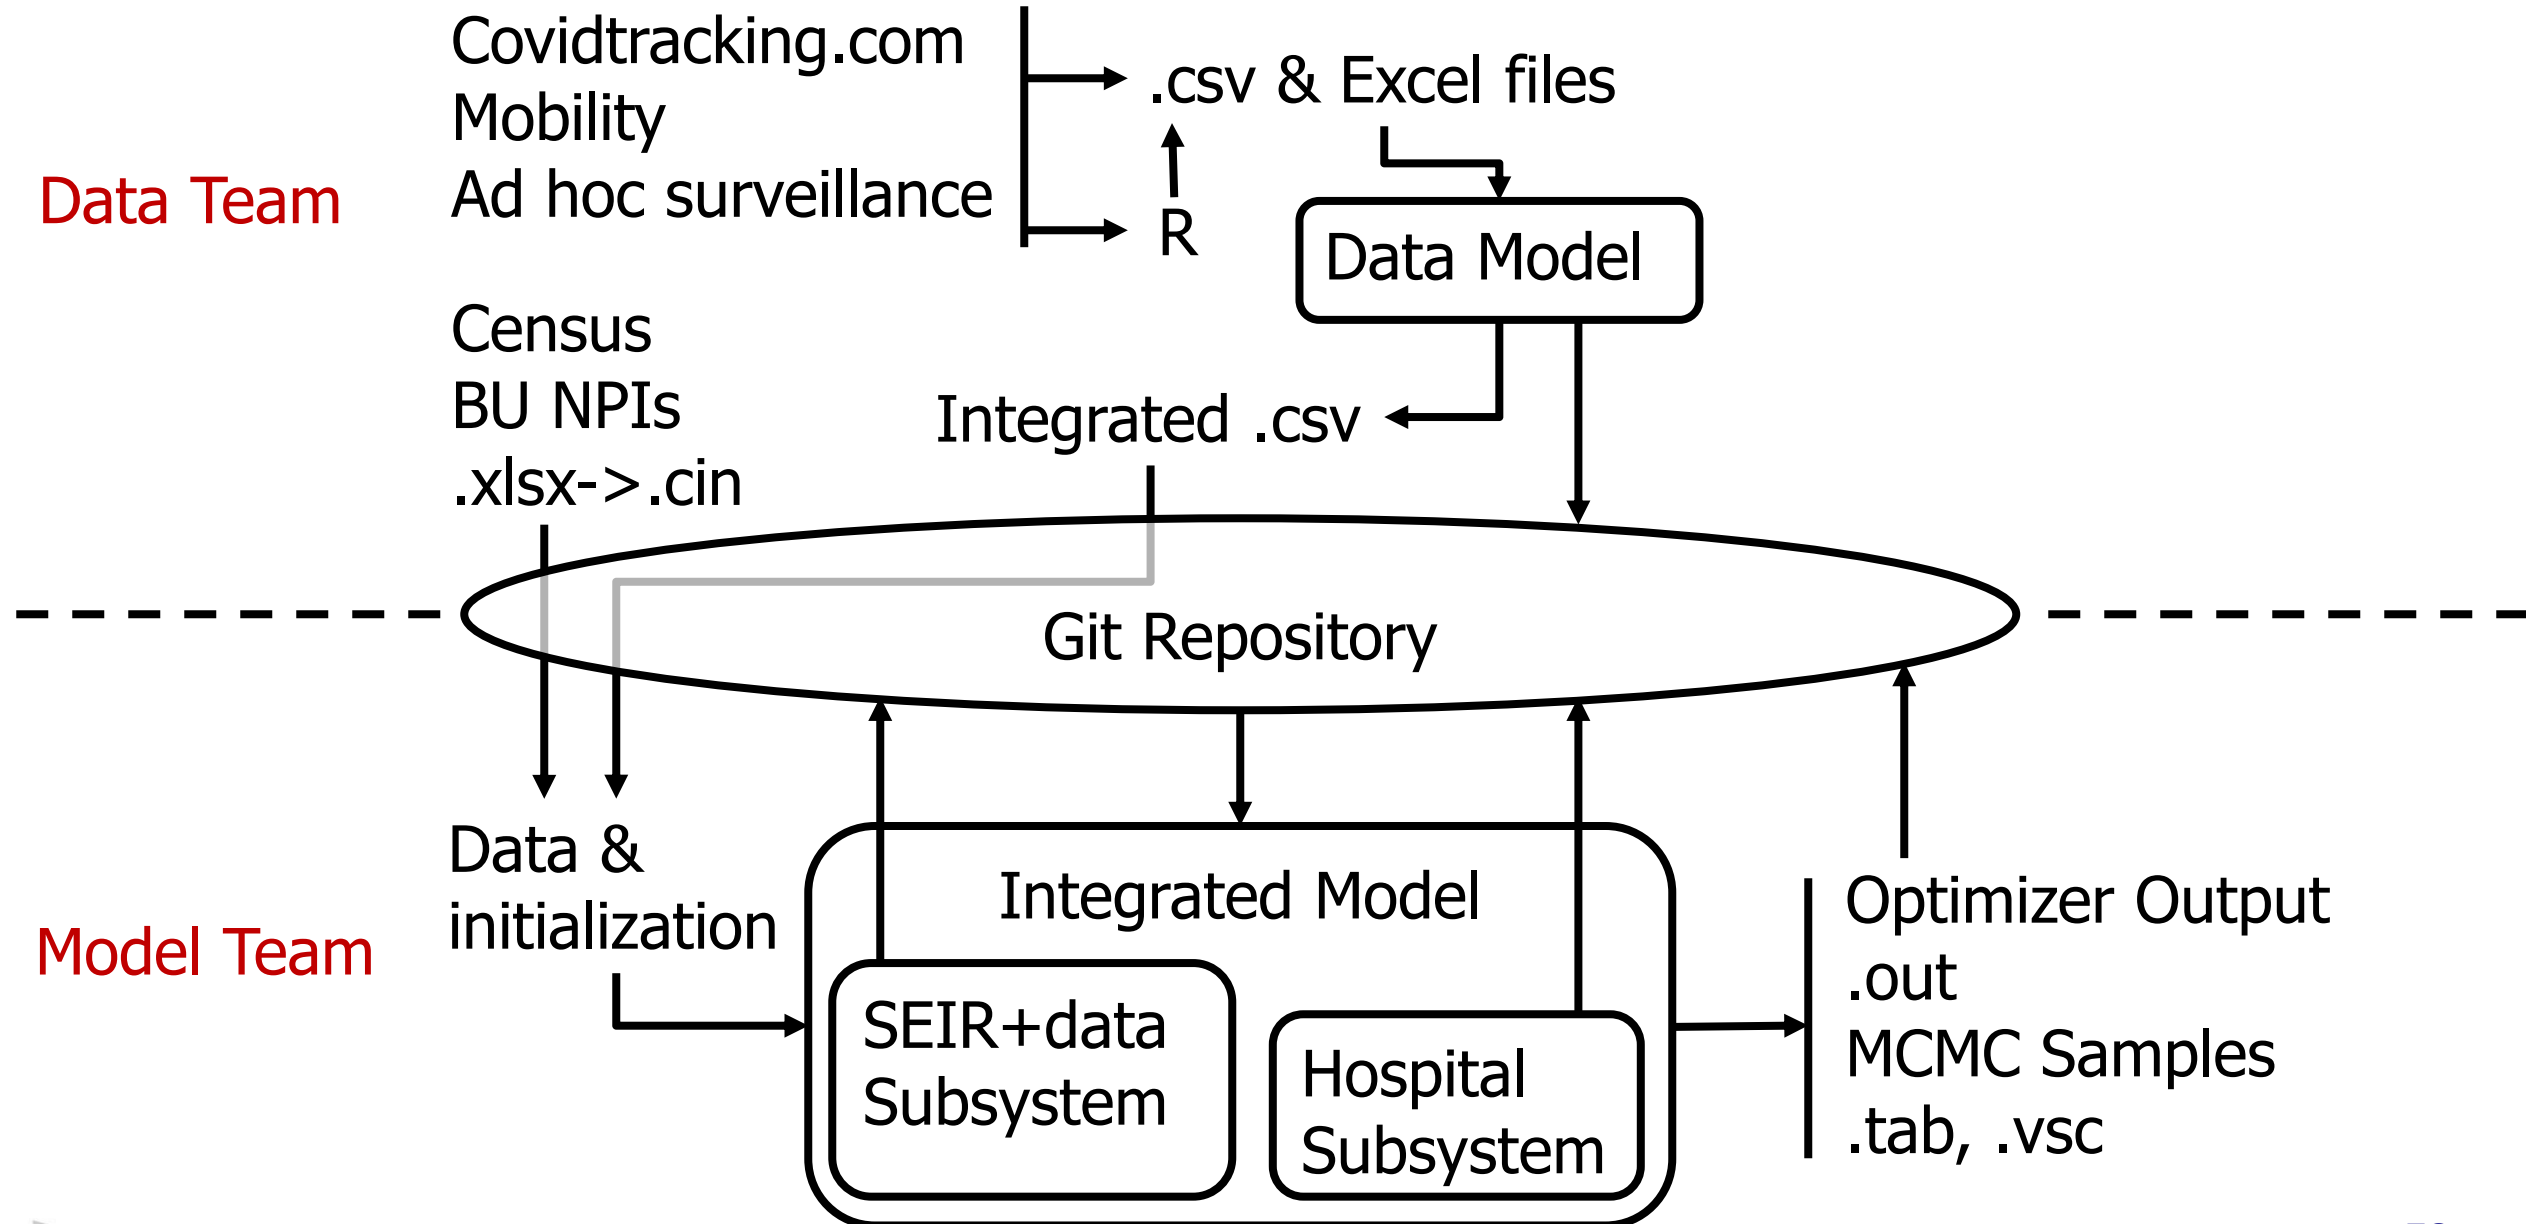 Covidtracking.com
Mobility
Ad hoc surveillance
.csv & Excel files
R
Data Team
Data Model
Census
BU NPIs
.xlsx->.cin
Integrated .csv
Git Repository
Data &
initialization
Model Team
Integrated Model
SEIR+data
Subsystem
Hospital
Subsystem
Optimizer Output
.out
MCMC Samples
.tab, .vsc